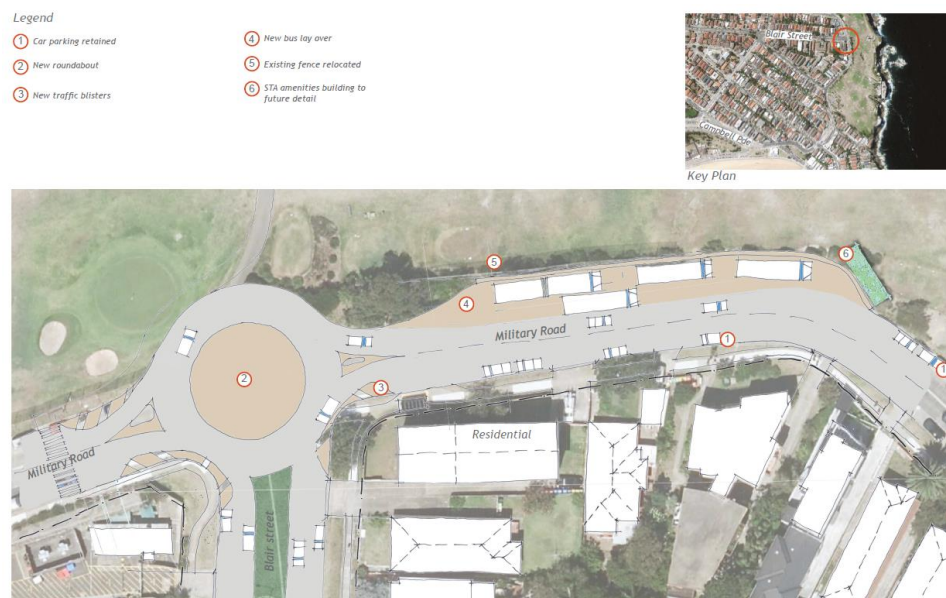 Legend
1 Car parking retained
2 New roundabout
3 New traffic blisters
4 New bus lay over
5 Existing fence relocated
6 STA amenities building to
future detail
Blair Street
Campbell Pde
Key Plan
6
5
4
Military Road
1
1
2
3
Residential
Military Road
Blair street